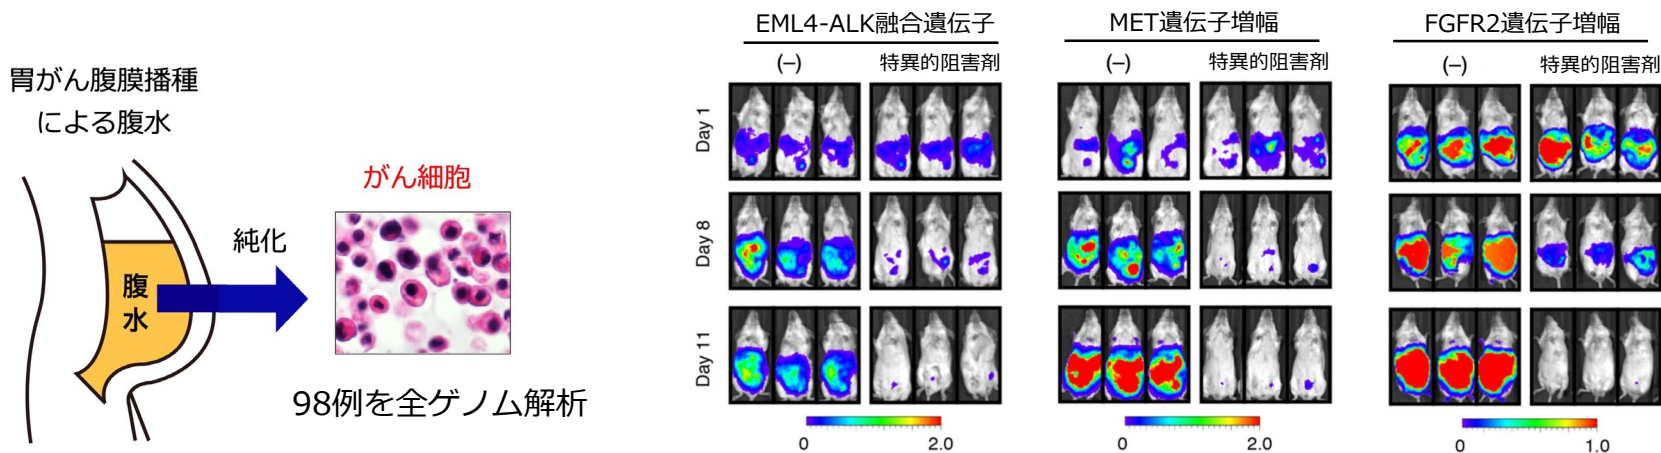 胃がん腹膜播種
による腹水
腹
水
純化
がん細胞
98例を全ゲノム解析
EML4-ALK融合遺伝子
(−)
特異的阻害剤
MET遺伝子増幅
(−)
特異的阻害剤
FGFR2遺伝子増幅
(−)
特異的阻害剤
Day 1
Day 8
Day 11
0
2.0
0
2.0
0
1.0